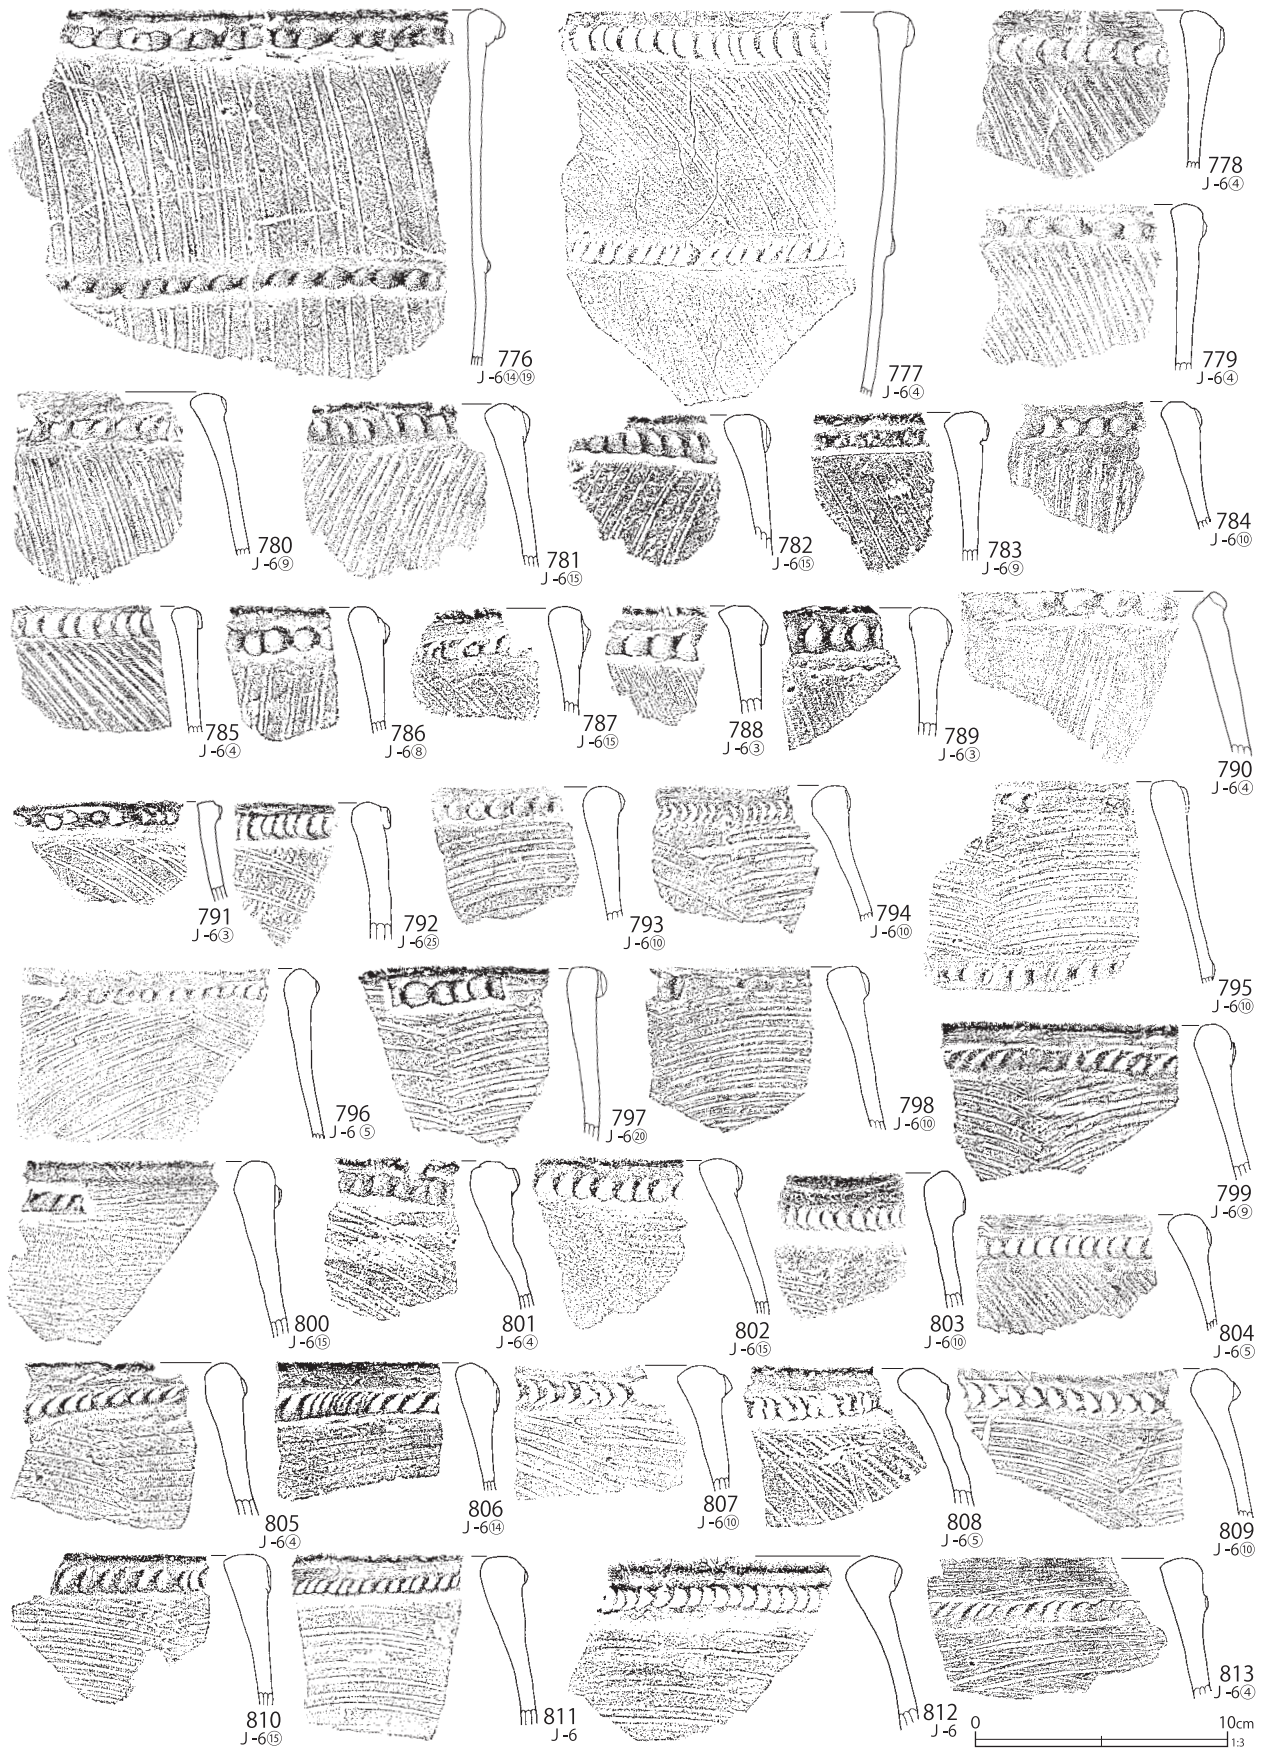 776
J-6⑭⑲
777
J-6④
778
J-6④
779
J-6④
780
J-6⑨
781
J-6⑮
782
J-6⑮
783
J-6⑨
784
J-6⑩
785
J-6④
786
J-6⑧
787
J-6⑮
788
J-6③
789
J-6③
790
J-6④
791
J-6③
792
J-6㉕
793
J-6⑩
794
J-6⑩
795
J-6⑩
796
J-6⑤
797
J-6⑳
798
J-6⑩
799
J-6⑨
800
J-6⑮
801
J-6④
802
J-6⑮
803
J-6⑩
804
J-6⑤
805
J-6④
806
J-6⑭
807
J-6⑩
808
J-6⑤
809
J-6⑩
810
J-6⑮
811
J-6
812
J-6
813
J-6④
0 10cm
1:3